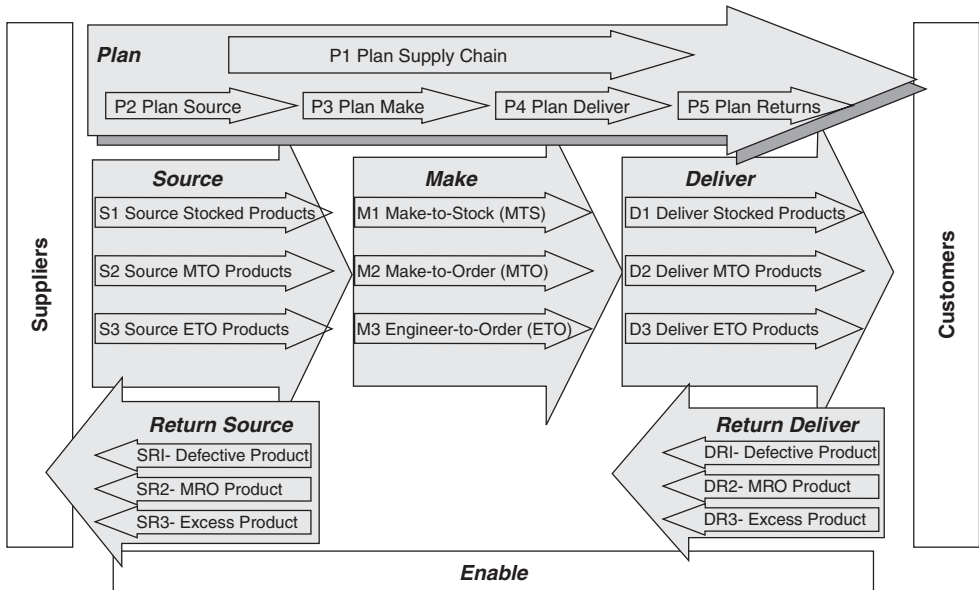 Plan
P1 Plan Supply Chain
P2 Plan Source
P3 Plan Make
P4 Plan Deliver
P5 Plan Returns
Suppliers
Customers
Source
S1 Source Stocked Products
S2 Source MTO Products
S3 Source ETO Products
Make
M1 Make-to-Stock (MTS)
M2 Make-to-Order (MTO)
M3 Engineer-to-Order (ETO)
Deliver
D1 Deliver Stocked Products
D2 Deliver MTO Products
D3 Deliver ETO Products
Return Source
SRI- Defective Product
SR2- MRO Product
SR3- Excess Product
Return Deliver
DRI- Defective Product
DR2- MRO Product
DR3- Excess Product
Enable